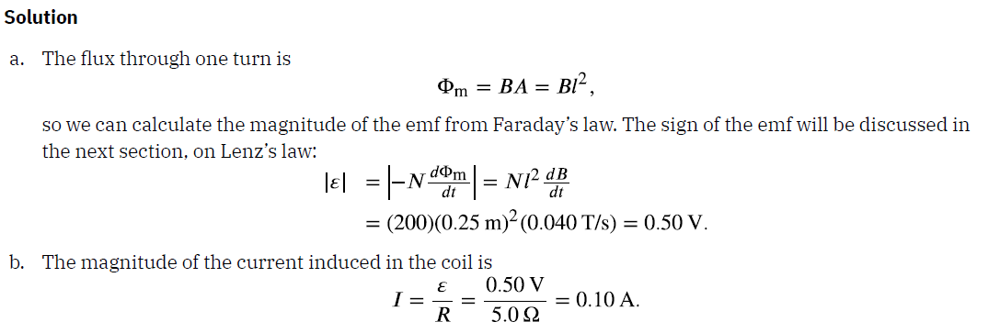 Solution
a. The flux through one turn is
Φm = BA = Bl²,
so we can calculate the magnitude of the emf from Faraday’s law. The sign of the emf will be discussed in
the next section, on Lenz’s law:
|ε| = |−N dΦm/dt| = Nl² dB/dt
= (200)(0.25 m)²(0.040 T/s) = 0.50 V.
b. The magnitude of the current induced in the coil is
I = ε/R = 0.50 V/5.0 Ω = 0.10 A.